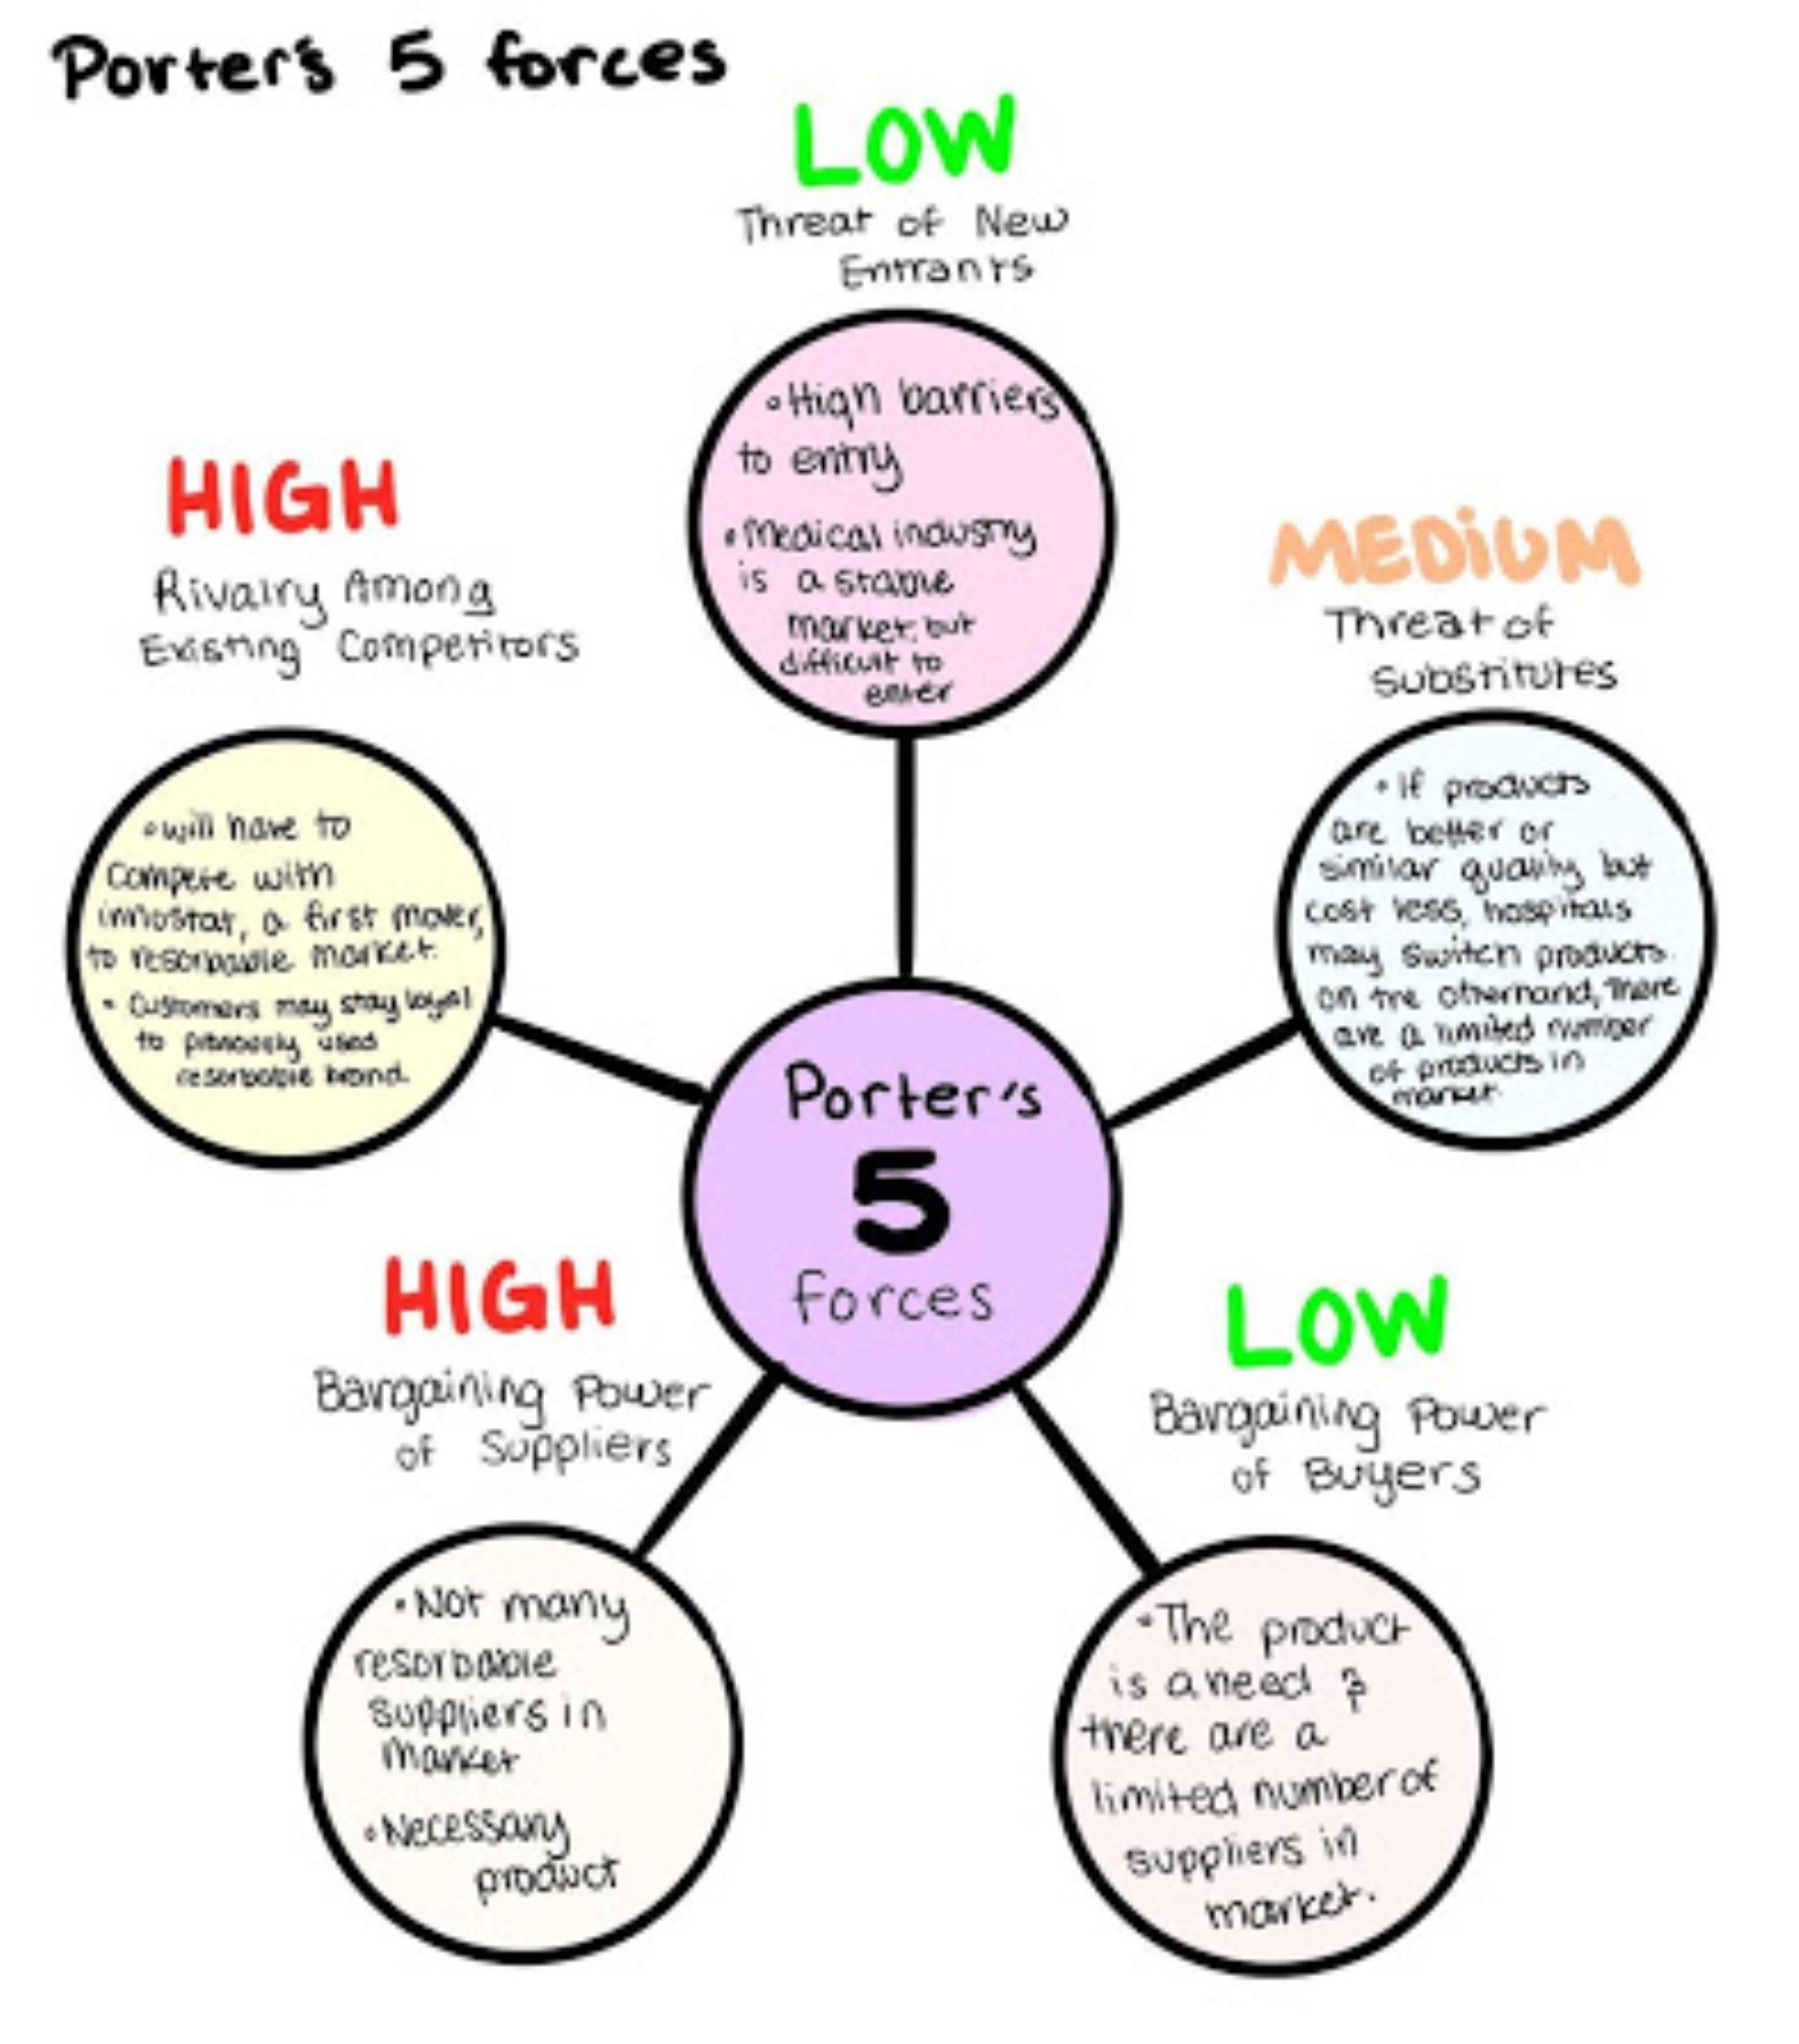 Porter's 5 forces
LOW
Threat of New
Entrants
• High barriers
to entry
• Medical industry
is a stable
market, but
difficult to
enter
HIGH
Rivalry Among
Existing Competitors
• will have to
compete with
innostat, a first mover,
to resorbable market.
• Customers may stay loyal
to previously used
resorbable brand.
MEDIUM
Threat of
Substitutes
• If products
are better or
similar quality but
cost less, hospitals
may switch products.
on the otherhand, there
are a limited number
of products in
market.
Porter's
5
forces
HIGH
Bargaining Power
of Suppliers
• Not many
resorbable
suppliers in
market
• Necessary
product
LOW
Bargaining Power
of Buyers
• The product
is a need &
there are a
limited number of
suppliers in
market.